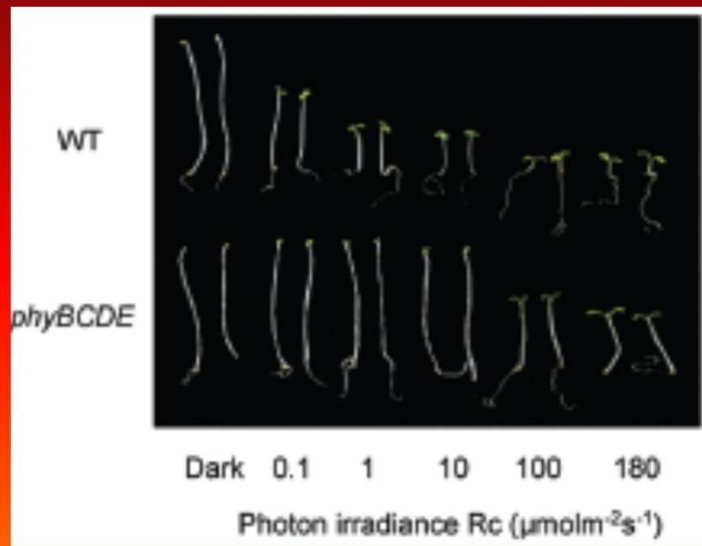 WT
phyBCDE
Dark 0.1 1 10 100 180
Photon irradiance Rc (µmolm⁻²s⁻¹)